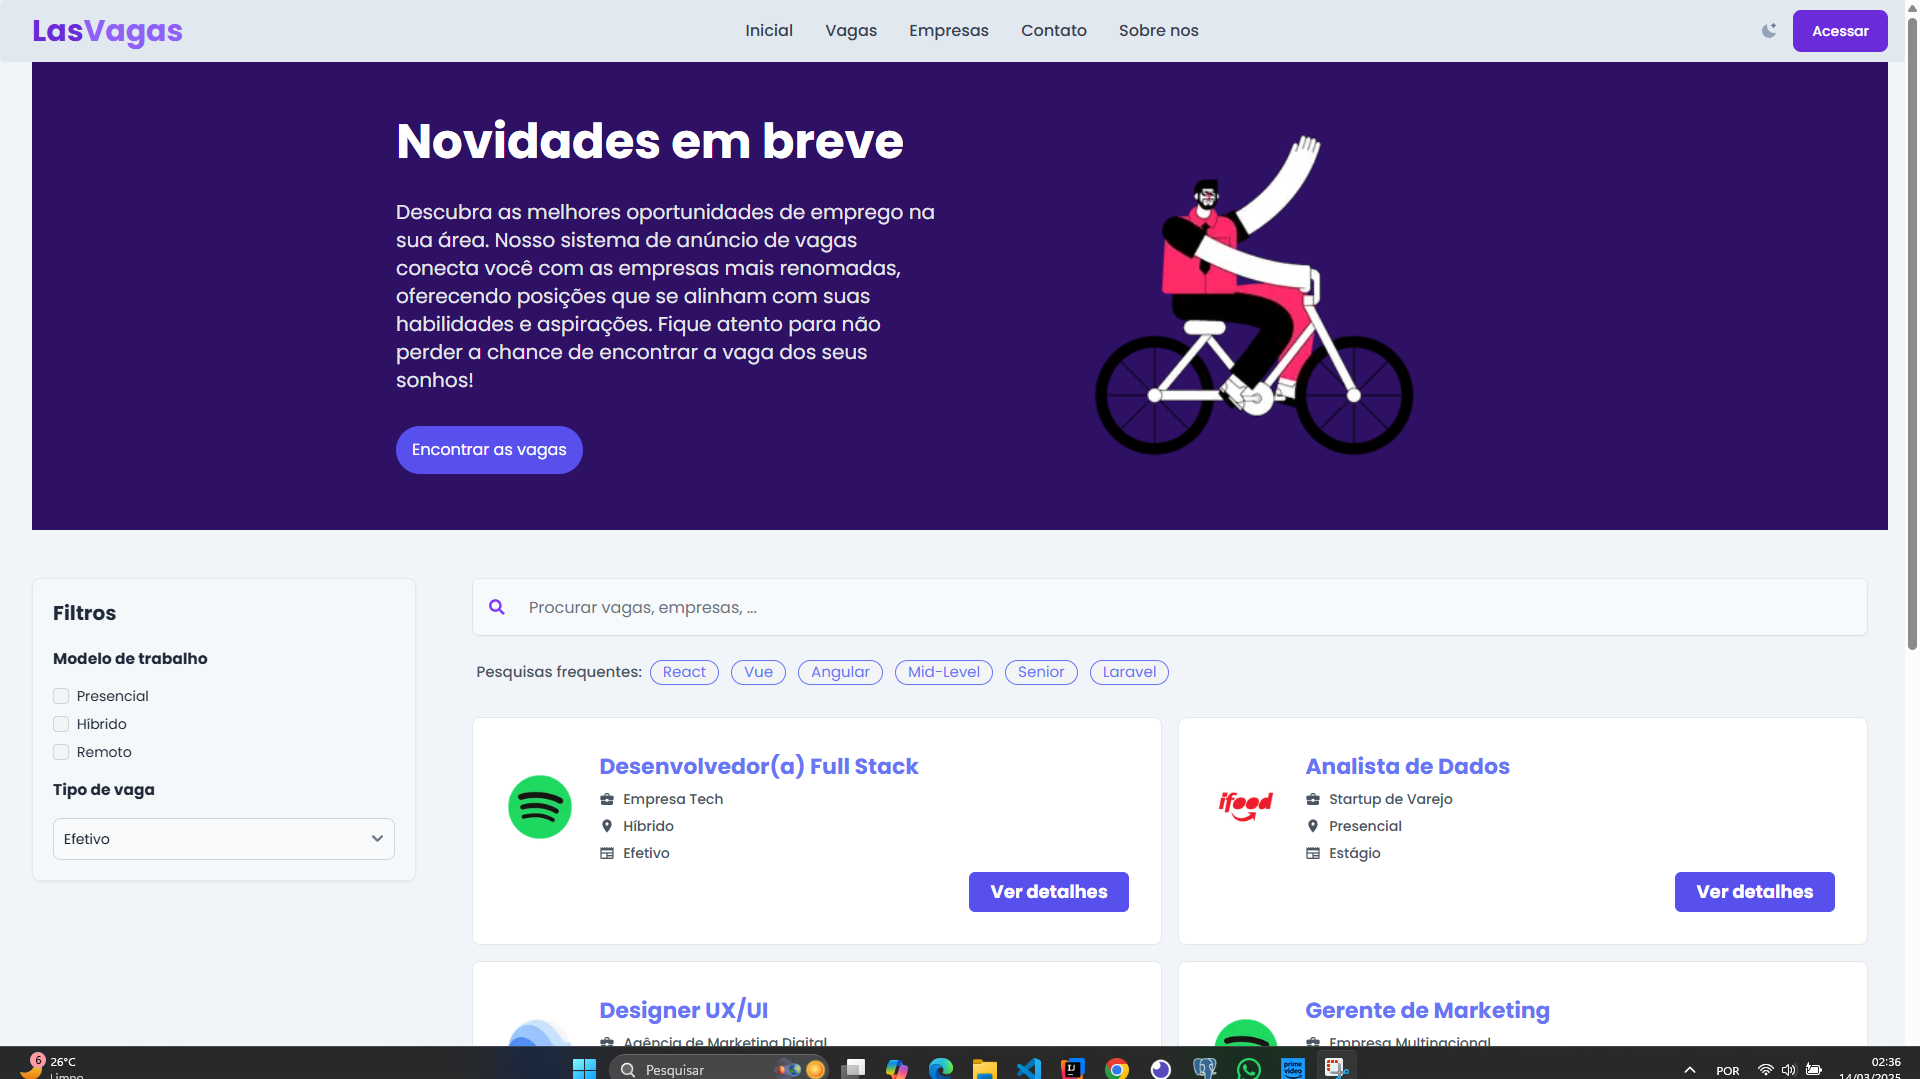 LasVagas
Inicial Vagas Empresas Contato Sobre nos
Acessar
Novidades em breve
Descubra as melhores oportunidades de emprego na
sua área. Nosso sistema de anúncio de vagas
conecta você com as empresas mais renomadas,
oferecendo posições que se alinham com suas
habilidades e aspirações. Fique atento para não
perder a chance de encontrar a vaga dos seus
sonhos!
Encontrar as vagas
Filtros
Modelo de trabalho
Presencial
Híbrido
Remoto
Tipo de vaga
Efetivo
Procurar vagas, empresas, ...
Pesquisas frequentes: React Vue Angular Mid-Level Senior Laravel
Desenvolvedor(a) Full Stack
Empresa Tech
Híbrido
Efetivo
Ver detalhes
ifood
Analista de Dados
Startup de Varejo
Presencial
Estágio
Ver detalhes
Designer UX/UI
Agência de Marketing Digital
Gerente de Marketing
Empresa Multinacional
6
26°C
Limpo
Pesquisar
IJ
prime video
POR
02:36
14/03/2025